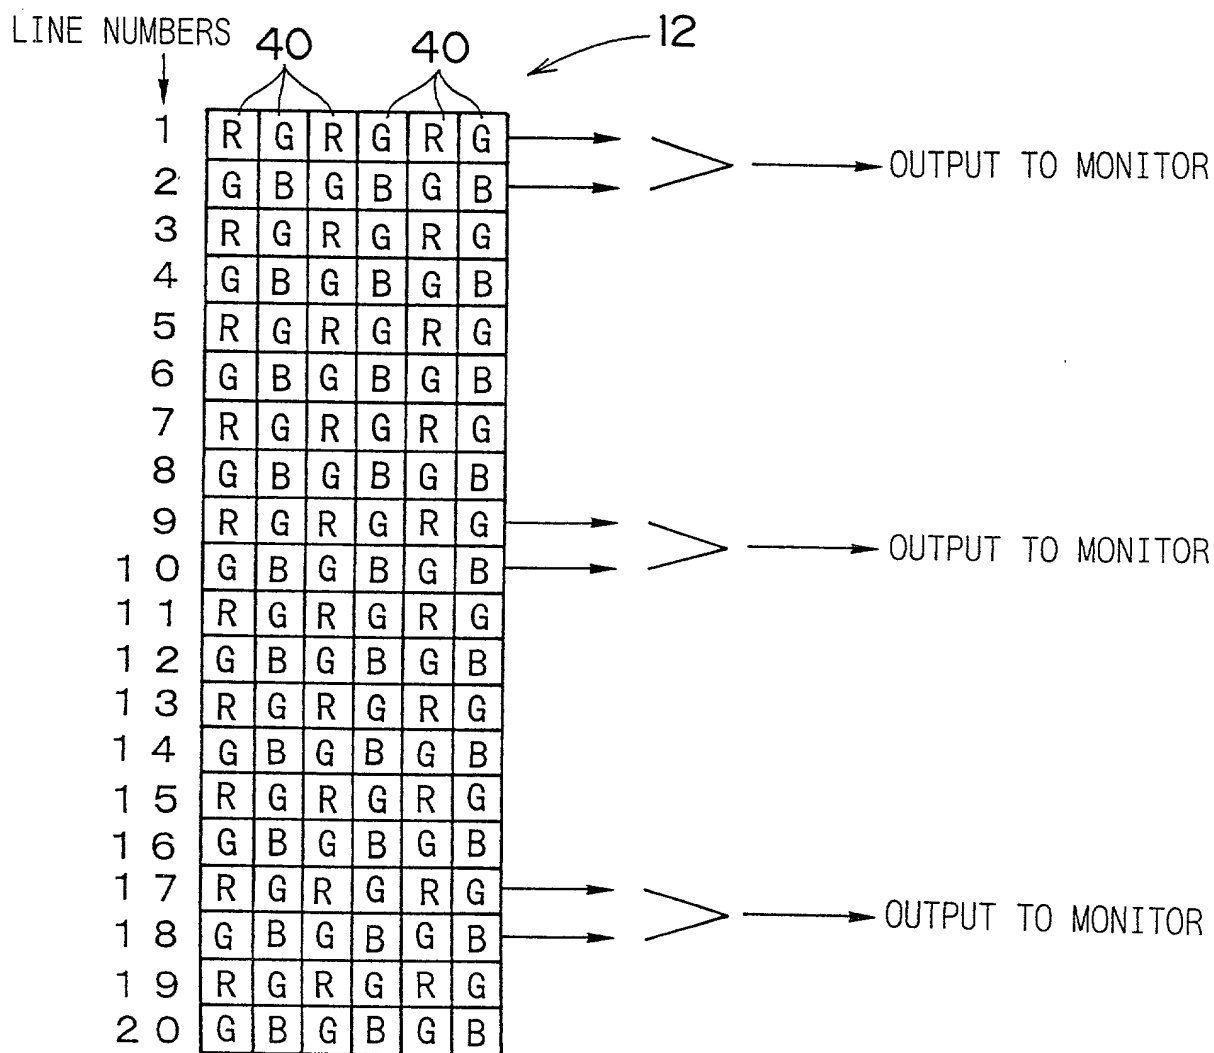 LINE NUMBERS 40 40 12
1 R G R G R G OUTPUT TO MONITOR
2 G B G B G B
3 R G R G R G
4 G B G B G B
5 R G R G R G
6 G B G B G B
7 R G R G R G
8 G B G B G B
9 R G R G R G OUTPUT TO MONITOR
10 G B G B G B
11 R G R G R G
12 G B G B G B
13 R G R G R G
14 G B G B G B
15 R G R G R G
16 G B G B G B
17 R G R G R G OUTPUT TO MONITOR
18 G B G B G B
19 R G R G R G
20 G B G B G B